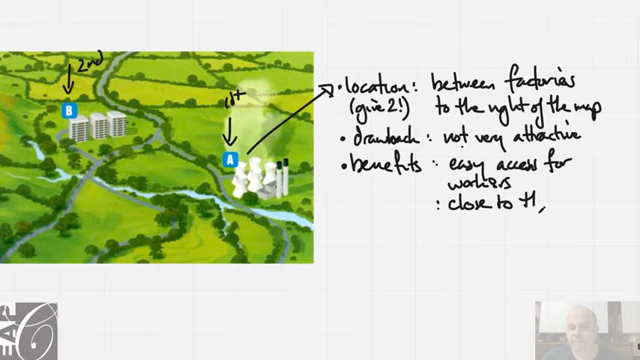 2nd
B
1st
A
• location : between factories
(give 2!) to the right of the map
• drawback : not very attractive
• benefits : easy access for
workers
: close to
EAP